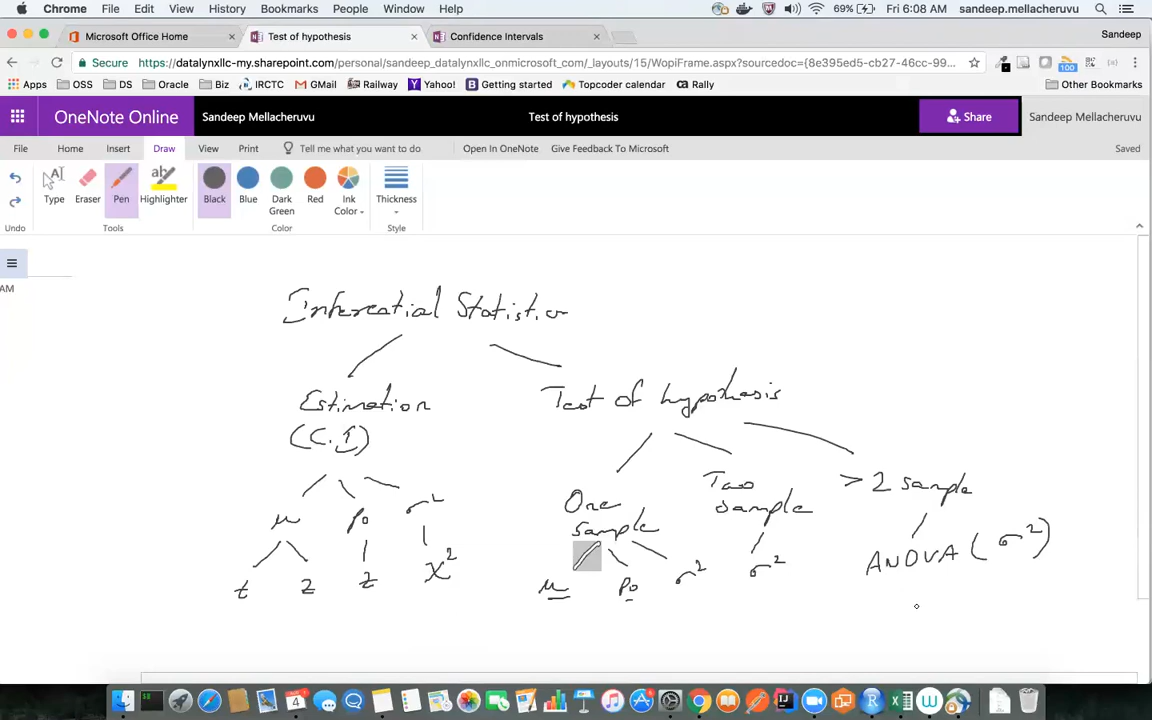 Chrome File Edit View History Bookmarks People Window Help 69% Fri 6:08 AM sandeep.mellacheruvu
Microsoft Office Home Test of hypothesis Confidence Intervals Sandeep
Secure https://datalynxllc-my.sharepoint.com/personal/sandeep_datalynxllc_onmicrosoft_com/_layouts/15/WopiFrame.aspx?sourcedoc={8e395ed5-cb27-46cc-99... 100
Apps OSS DS Oracle Biz IRCTC GMail Railway Yahoo! Getting started Topcoder calendar Rally Other Bookmarks
OneNote Online Sandeep Mellacheruvu Test of hypothesis Share Sandeep Mellacheruvu
File Home Insert Draw View Print Tell me what you want to do Open In OneNote Give Feedback To Microsoft Saved
Undo Type Eraser Pen Highlighter Black Blue Dark Green Red Ink Color Thickness
Tools Color Style
AM
Inferential Statistics
Estimation Test of hypothesis
(C.I)
One sample Two sample > 2 sample
μ po σ²
t z z χ²
μ po σ² σ² ANOVA (σ²)
4